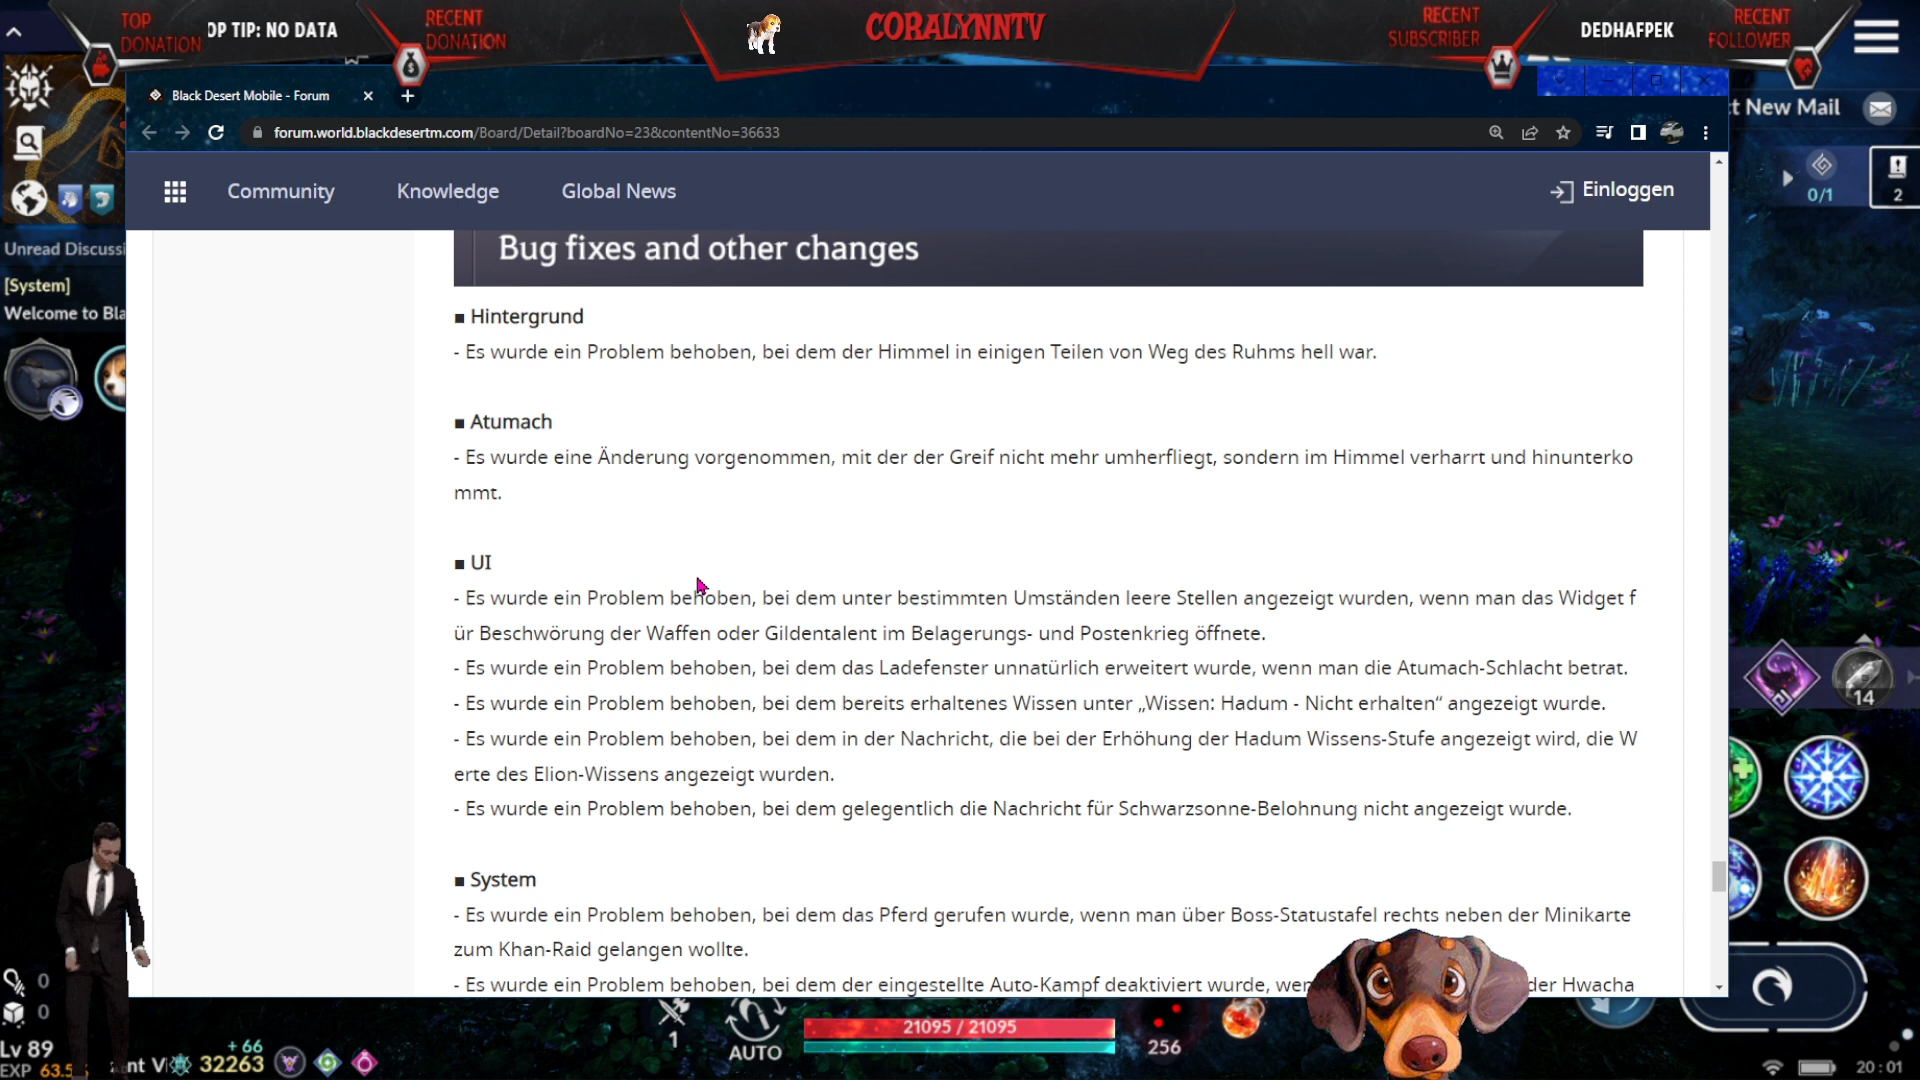 TOP
DONATION
OP TIP: NO DATA
RECENT
DONATION
CORALYNNTV
RECENT
SUBSCRIBER
DEDHAFPEK
RECENT
FOLLOWER
Black Desert Mobile - Forum
forum.world.blackdesertm.com/Board/Detail?boardNo=23&contentNo=36633
t New Mail
Community
Knowledge
Global News
Einloggen
0/1
2
Unread Discussi
[System]
Welcome to Bla
Bug fixes and other changes
■ Hintergrund
- Es wurde ein Problem behoben, bei dem der Himmel in einigen Teilen von Weg des Ruhms hell war.
■ Atumach
- Es wurde eine Änderung vorgenommen, mit der der Greif nicht mehr umherfliegt, sondern im Himmel verharrt und hinunterko
mmt.
■ UI
- Es wurde ein Problem behoben, bei dem unter bestimmten Umständen leere Stellen angezeigt wurden, wenn man das Widget f
ür Beschwörung der Waffen oder Gildentalent im Belagerungs- und Postenkrieg öffnete.
- Es wurde ein Problem behoben, bei dem das Ladefenster unnatürlich erweitert wurde, wenn man die Atumach-Schlacht betrat.
- Es wurde ein Problem behoben, bei dem bereits erhaltenes Wissen unter „Wissen: Hadum - Nicht erhalten“ angezeigt wurde.
- Es wurde ein Problem behoben, bei dem in der Nachricht, die bei der Erhöhung der Hadum Wissens-Stufe angezeigt wird, die W
erte des Elion-Wissens angezeigt wurden.
- Es wurde ein Problem behoben, bei dem gelegentlich die Nachricht für Schwarzsonne-Belohnung nicht angezeigt wurde.
■ System
- Es wurde ein Problem behoben, bei dem das Pferd gerufen wurde, wenn man über Boss-Statustafel rechts neben der Minikarte
zum Khan-Raid gelangen wollte.
- Es wurde ein Problem behoben, bei dem der eingestellte Auto-Kampf deaktiviert wurde, wen der Hwacha
14
0
0
Lv 89
EXP 63.5
+ 66
32263
1
AUTO
21095 / 21095
256
20:01